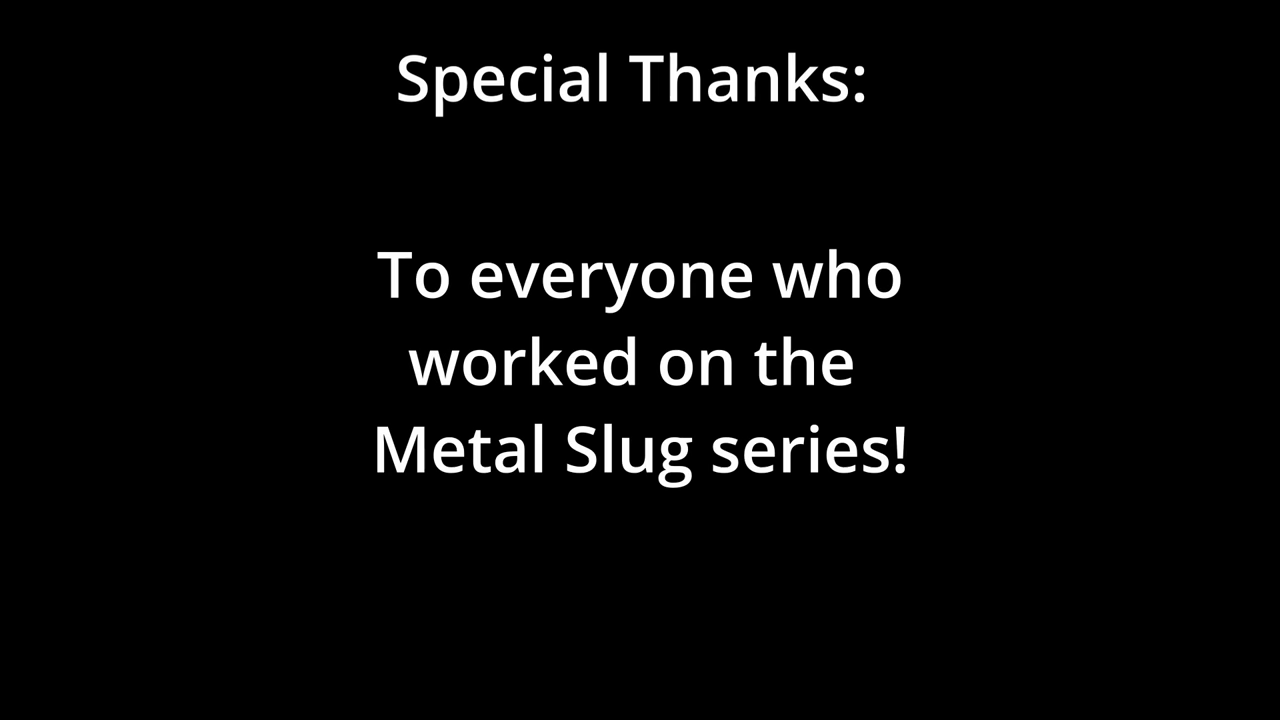 Special Thanks:
To everyone who
worked on the
Metal Slug series!